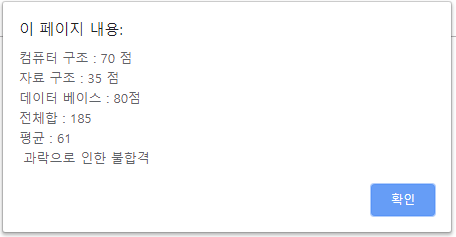 이 페이지 내용:
컴퓨터 구조 : 70 점
자료 구조 : 35 점
데이터 베이스 : 80점
전체합 : 185
평균 : 61
과락으로 인한 불합격
확인